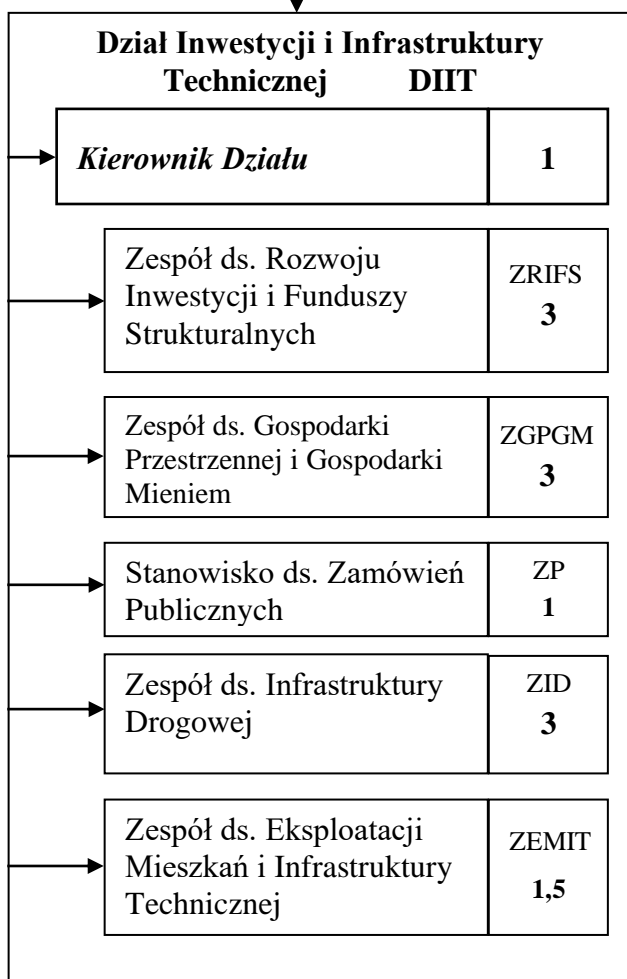 Dział Inwestycji i Infrastruktury
Technicznej DIIT
Kierownik Działu 1
Zespół ds. Rozwoju
Inwestycji i Funduszy
Strukturalnych
ZRIFS
3
Zespół ds. Gospodarki
Przestrzennej i Gospodarki
Mieniem
ZGPGM
3
Stanowisko ds. Zamówień
Publicznych
ZP
1
Zespół ds. Infrastruktury
Drogowej
ZID
3
Zespół ds. Eksploatacji
Mieszkań i Infrastruktury
Technicznej
ZEMIT
1,5